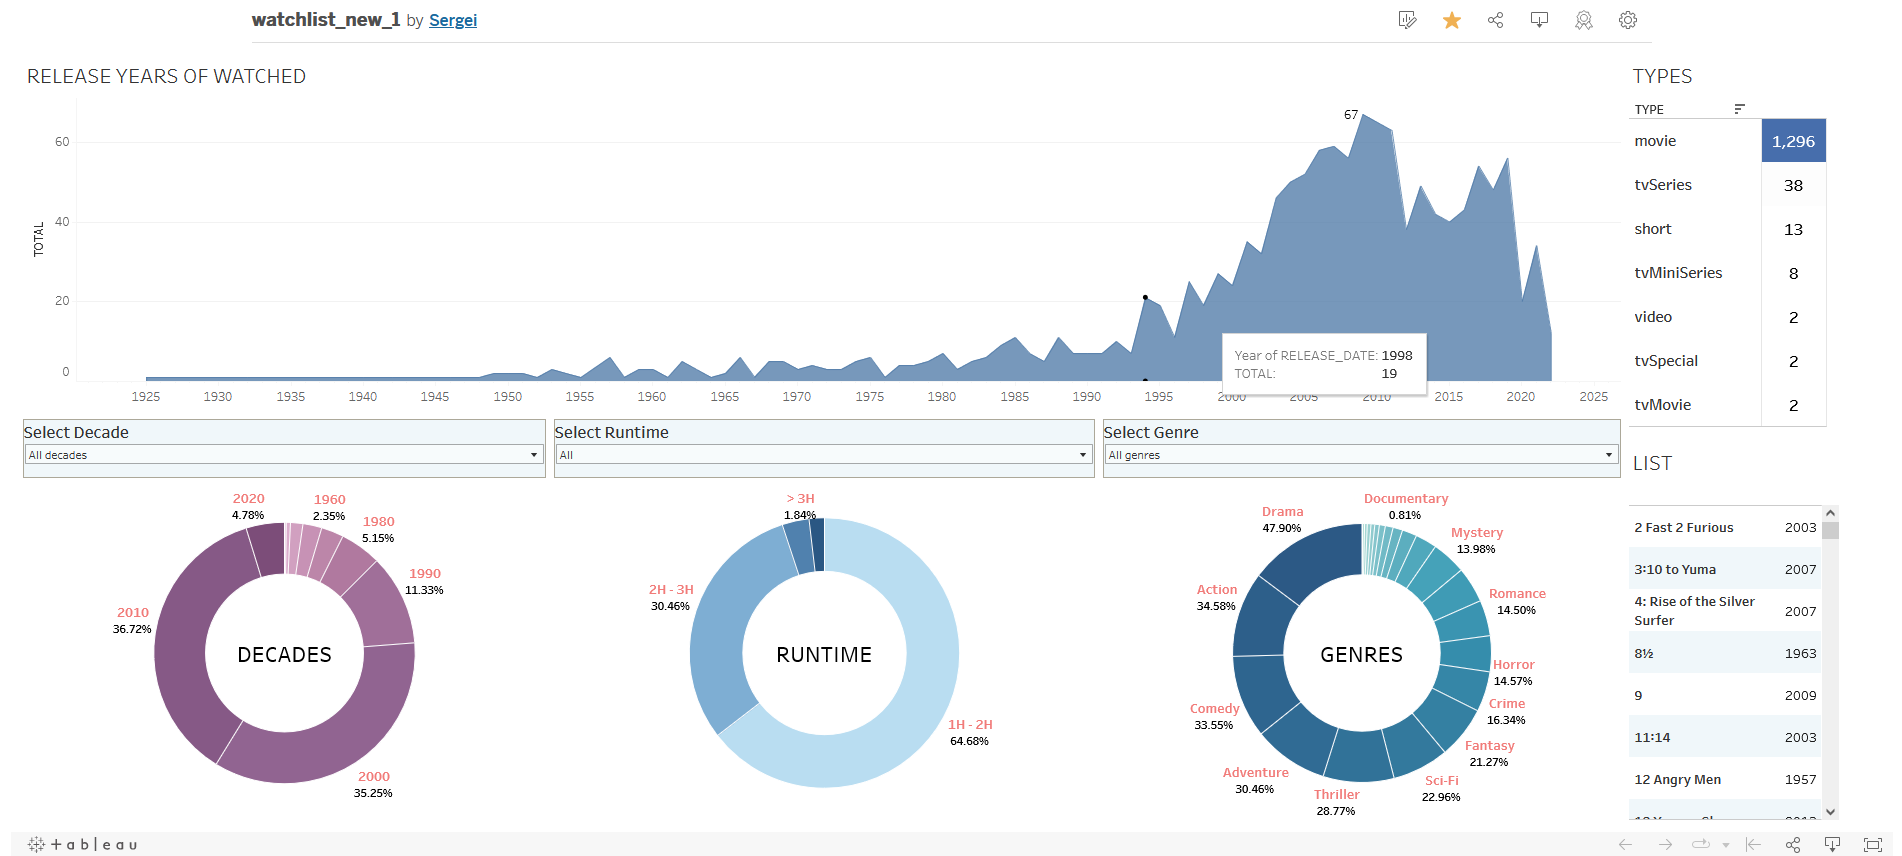 watchlist_new_1 by Sergei
RELEASE YEARS OF WATCHED
67
60
40
20
0
TOTAL
Year of RELEASE_DATE: 1998
TOTAL: 19
1925 1930 1935 1940 1945 1950 1955 1960 1965 1970 1975 1980 1985 1990 1995 2000 2005 2010 2015 2020 2025
TYPES
TYPE
movie 1,296
tvSeries 38
short 13
tvMiniSeries 8
video 2
tvSpecial 2
tvMovie 2
Select Decade
All decades
Select Runtime
All
Select Genre
All genres
2020
4.78%
1960
2.35%
1980
5.15%
1990
11.33%
2010
36.72%
DECADES
2000
35.25%
> 3H
1.84%
2H - 3H
30.46%
RUNTIME
1H - 2H
64.68%
Documentary
0.81%
Drama
47.90%
Mystery
13.98%
Action
34.58%
Romance
14.50%
GENRES
Horror
14.57%
Comedy
33.55%
Crime
16.34%
Fantasy
21.27%
Adventure
30.46%
Sci-Fi
22.96%
Thriller
28.77%
LIST
2 Fast 2 Furious 2003
3:10 to Yuma 2007
4: Rise of the Silver
Surfer 2007
8½ 1963
9 2009
11:14 2003
12 Angry Men 1957
+ableau